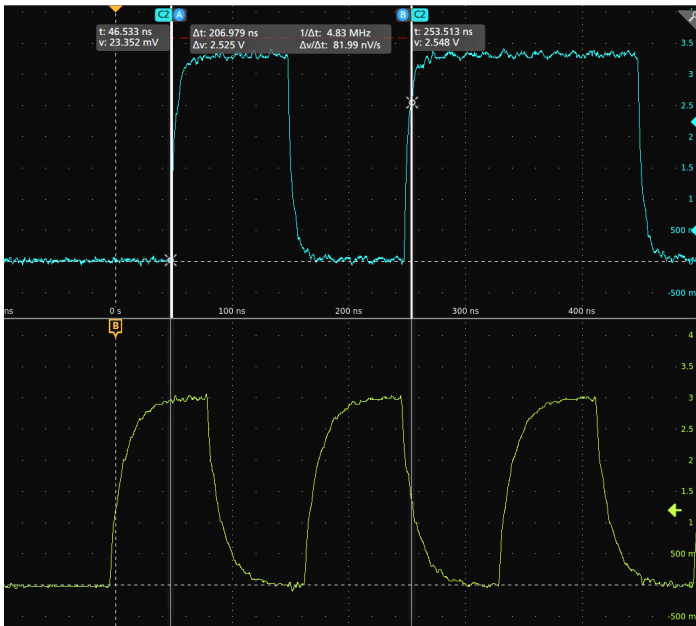 C2 A B C2
t: 46.533 ns
v: 23.352 mV
Δt: 206.979 ns 1/Δt: 4.83 MHz
Δv: 2.525 V Δv/Δt: 81.99 nV/s
t: 253.513 ns
v: 2.548 V
3.5
3
2.5
2
1.5
1
500 m
-500 m
ns 0 s 100 ns 200 ns 300 ns 400 ns
B
4
3
2.5
2
1.5
1
500 m
-500 m